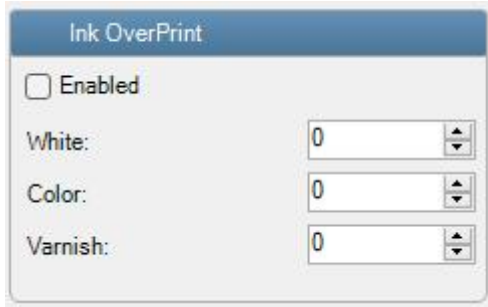 Ink OverPrint
Enabled
White: 0
Color: 0
Varnish: 0